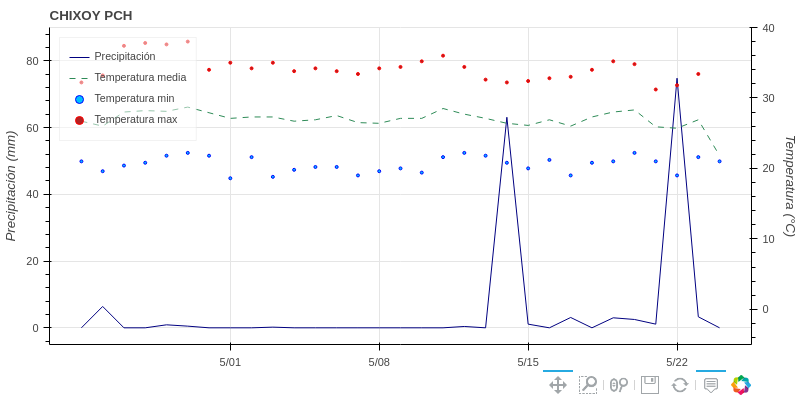 CHIXOY PCH
Precipitación
Temperatura media
Temperatura min
Temperatura max
Precipitación (mm)
80
60
40
20
0
Temperatura (°C)
40
30
20
10
0
5/01
5/08
5/15
5/22